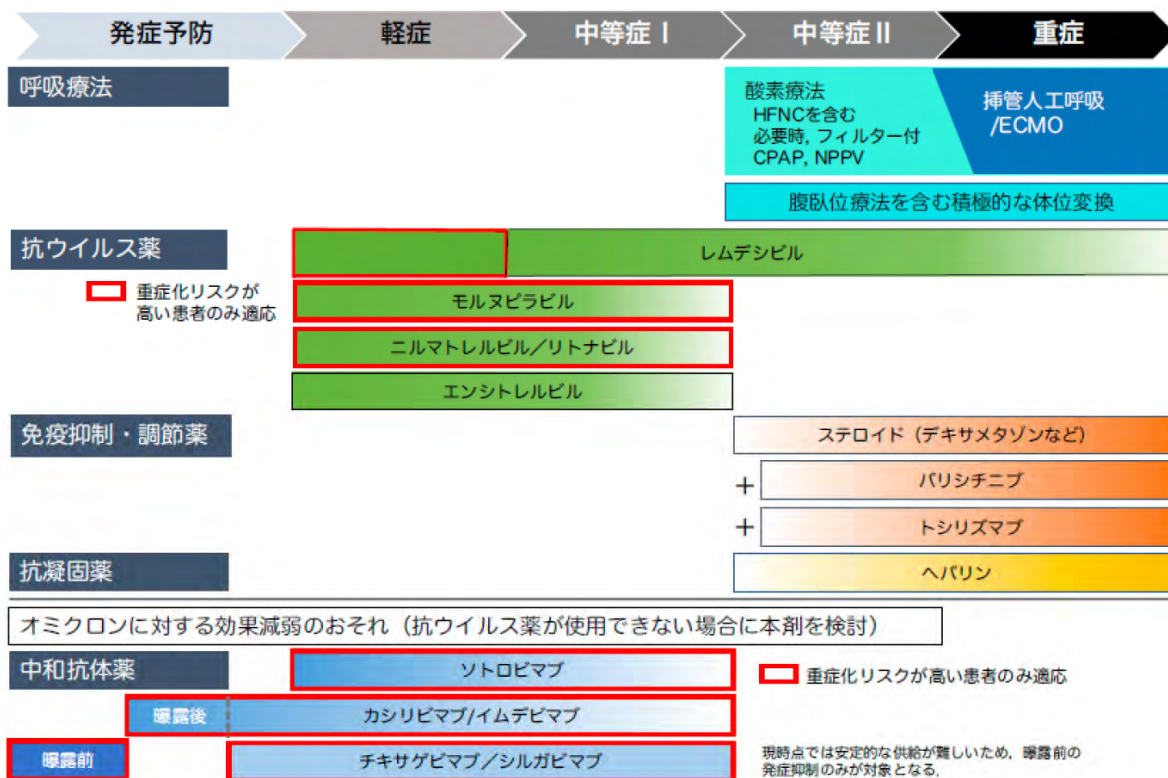 発症予防
軽症
中等症Ⅰ
中等症Ⅱ
重症
呼吸療法
酸素療法
HFNCを含む
必要時, フィルター付
CPAP, NPPV
挿管人工呼吸
/ECMO
腹臥位療法を含む積極的な体位変換
抗ウイルス薬
重症化リスクが
高い患者のみ適応
レムデシビル
モルヌピラビル
ニルマトレルビル/リトナビル
エンシトレルビル
免疫抑制・調節薬
ステロイド（デキサメタゾンなど）
+
バリシチニブ
+
トシリズマブ
抗凝固薬
ヘパリン
オミクロンに対する効果減弱のおそれ（抗ウイルス薬が使用できない場合に本剤を検討）
中和抗体薬
ソトロビマブ
重症化リスクが高い患者のみ適応
曝露後
カシリビマブ/イムデビマブ
曝露前
チキサゲビマブ/シルガビマブ
現時点では安定的な供給が難しいため, 曝露前の
発症抑制のみが対象となる.